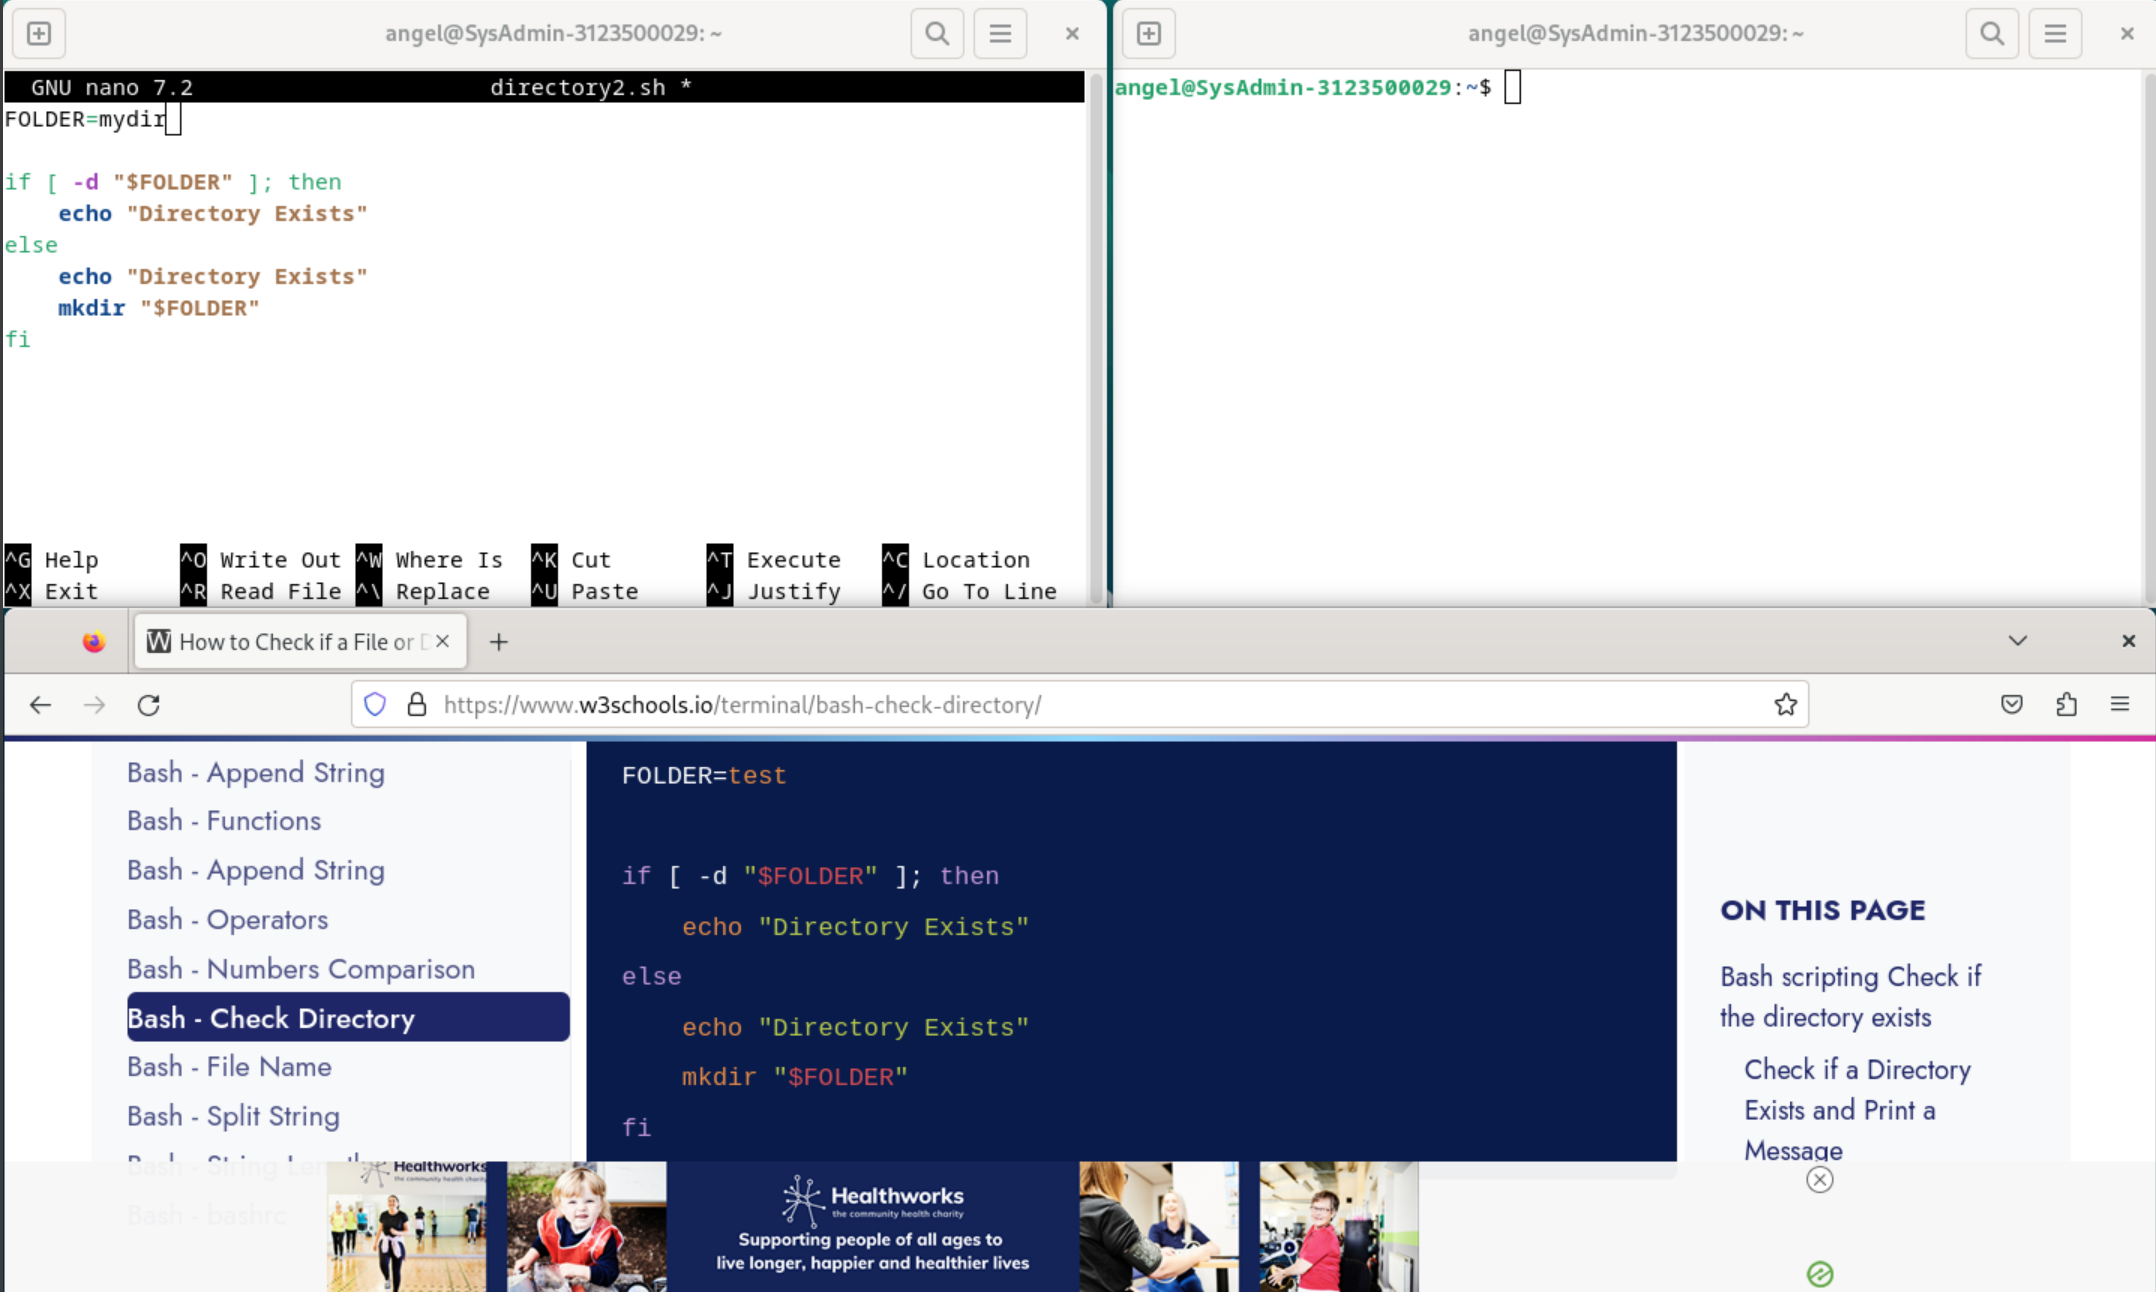 angel@SysAdmin-3123500029: ~
GNU nano 7.2 directory2.sh *
FOLDER=mydir
if [ -d "$FOLDER" ]; then
echo "Directory Exists"
else
echo "Directory Exists"
mkdir "$FOLDER"
fi
^G Help ^O Write Out ^W Where Is ^K Cut ^T Execute ^C Location
^X Exit ^R Read File ^\ Replace ^U Paste ^J Justify ^/ Go To Line
angel@SysAdmin-3123500029: ~
angel@SysAdmin-3123500029:~$
How to Check if a File or D
https://www.w3schools.io/terminal/bash-check-directory/
Bash - Append String
Bash - Functions
Bash - Append String
Bash - Operators
Bash - Numbers Comparison
Bash - Check Directory
Bash - File Name
Bash - Split String
Bash - String Length
Bash - bashrc
FOLDER=test
if [ -d "$FOLDER" ]; then
echo "Directory Exists"
else
echo "Directory Exists"
mkdir "$FOLDER"
fi
ON THIS PAGE
Bash scripting Check if
the directory exists
Check if a Directory
Exists and Print a
Message
Healthworks
the community health charity
Healthworks
the community health charity
Supporting people of all ages to
live longer, happier and healthier lives